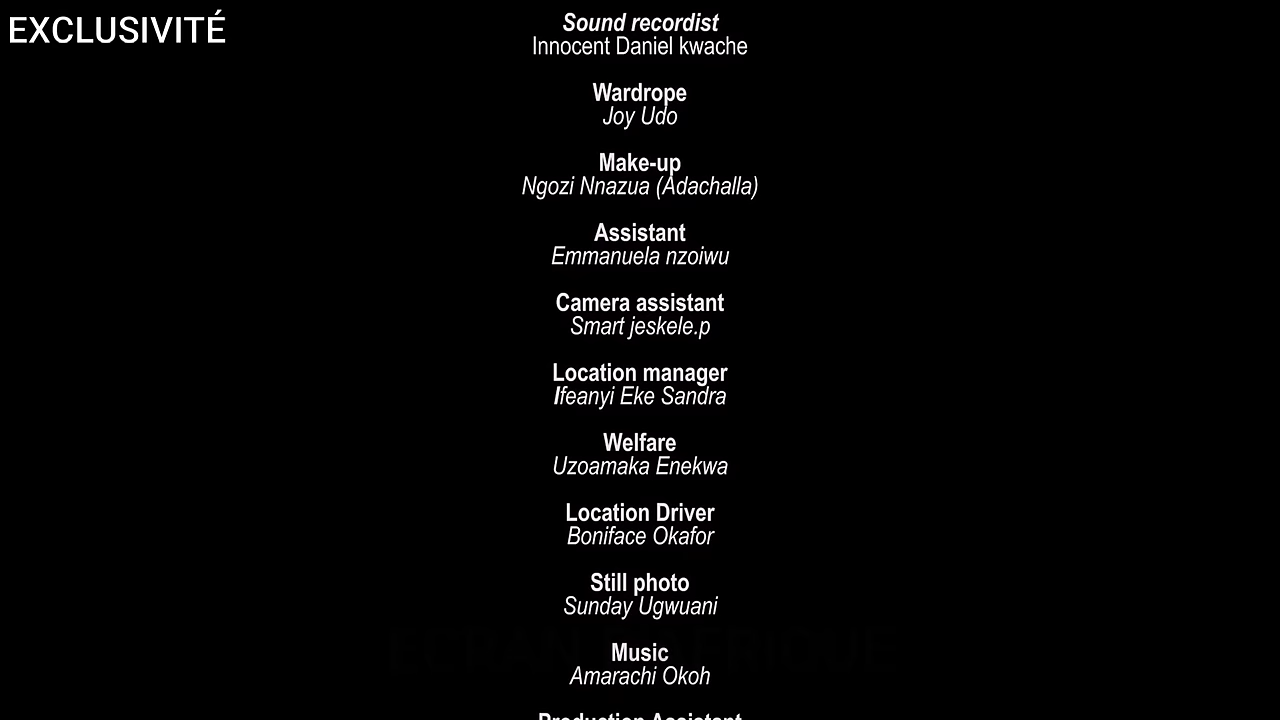 EXCLUSIVITÉ
Sound recordist
Innocent Daniel kwache
Wardrope
Joy Udo
Make-up
Ngozi Nnazua (Adachalla)
Assistant
Emmanuela nzoiwu
Camera assistant
Smart jeskele.p
Location manager
Ifeanyi Eke Sandra
Welfare
Uzoamaka Enekwa
Location Driver
Boniface Okafor
Still photo
Sunday Ugwuani
Music
Amarachi Okoh
Production Assistant